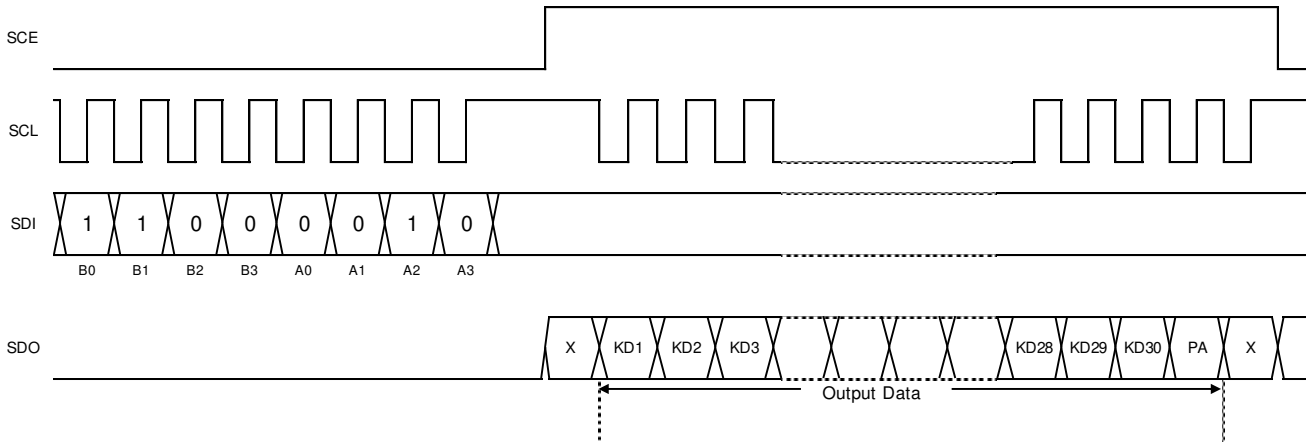 SCE
SCL
SDI 1 1 0 0 0 0 1 0
B0 B1 B2 B3 A0 A1 A2 A3
SDO X KD1 KD2 KD3 KD28 KD29 KD30 PA X
Output Data